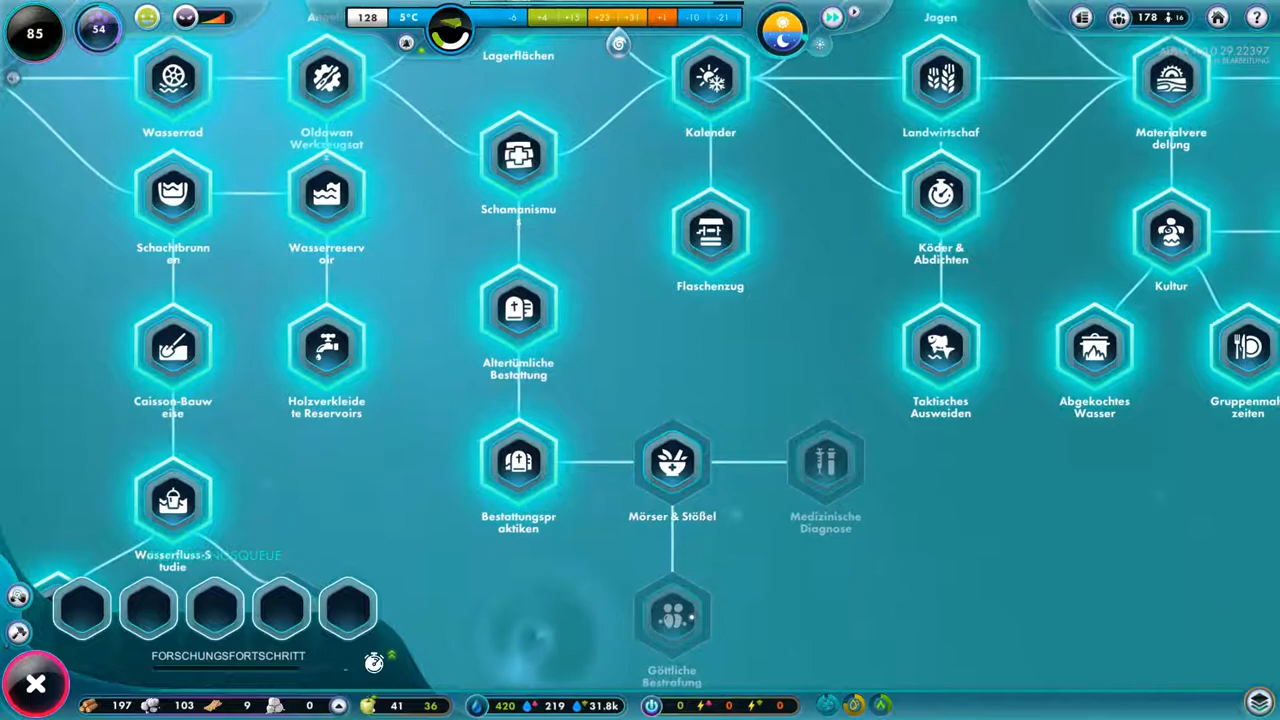 85
54
128
5°C
-6
+4
+15
+23
+31
+1
-10
-21
Jagen
178
16
?
Lagerflächen
Wasserrad
Oldowan
Werkzeugsat
z
Kalender
Landwirtschaf
t
Materialvere
delung
Schamanismu
s
Schachtbrunn
en
Wasserreserv
oir
Köder &
Abdichten
Flaschenzug
Kultur
Altertümliche
Bestattung
Caisson-Bauw
eise
Holzverkleide
te Reservoirs
Taktisches
Ausweiden
Abgekochtes
Wasser
Gruppenmahl
zeiten
Bestattungspr
aktiken
Mörser & Stößel
Medizinische
Diagnose
Wasserfluss-S
tudie
FORSCHUNGSFORTSCHRITT
-
Göttliche
Bestrafung
197
103
9
0
41
36
420
219
31.8k
0
0
0